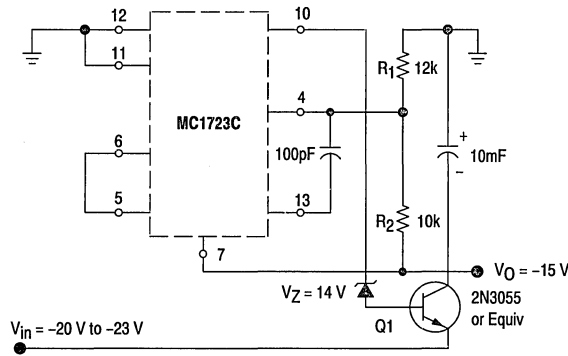 12
10
11
R1
12k
4
MC1723C
6
100pF
+
10mF
–
5
13
R2
10k
7
VO = –15 V
VZ = 14 V
Q1
2N3055
or Equiv
Vin = –20 V to –23 V